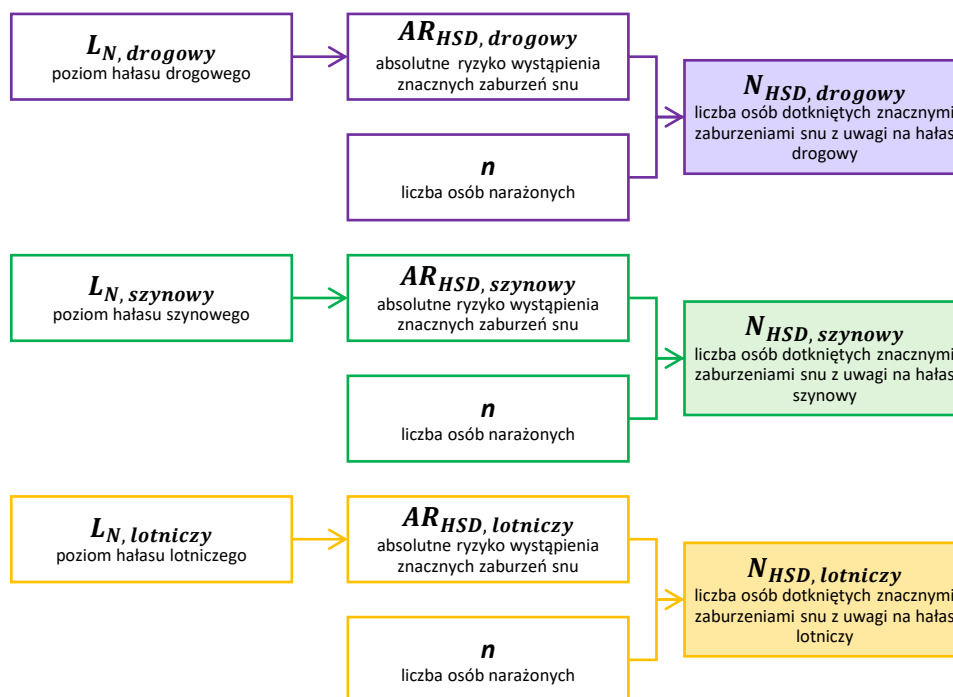 L_N, drogowy
poziom hałasu drogowego
AR_HSD, drogowy
absolutne ryzyko wystąpienia
znacznych zaburzeń snu
n
liczba osób narażonych
N_HSD, drogowy
liczba osób dotkniętych znacznymi
zaburzeniami snu z uwagi na hałas
drogowy
L_N, szynowy
poziom hałasu szynowego
AR_HSD, szynowy
absolutne ryzyko wystąpienia
znacznych zaburzeń snu
n
liczba osób narażonych
N_HSD, szynowy
liczba osób dotkniętych znacznymi
zaburzeniami snu z uwagi na hałas
szynowy
L_N, lotniczy
poziom hałasu lotniczego
AR_HSD, lotniczy
absolutne ryzyko wystąpienia
znacznych zaburzeń snu
n
liczba osób narażonych
N_HSD, lotniczy
liczba osób dotkniętych znacznymi
zaburzeniami snu z uwagi na hałas
lotniczy